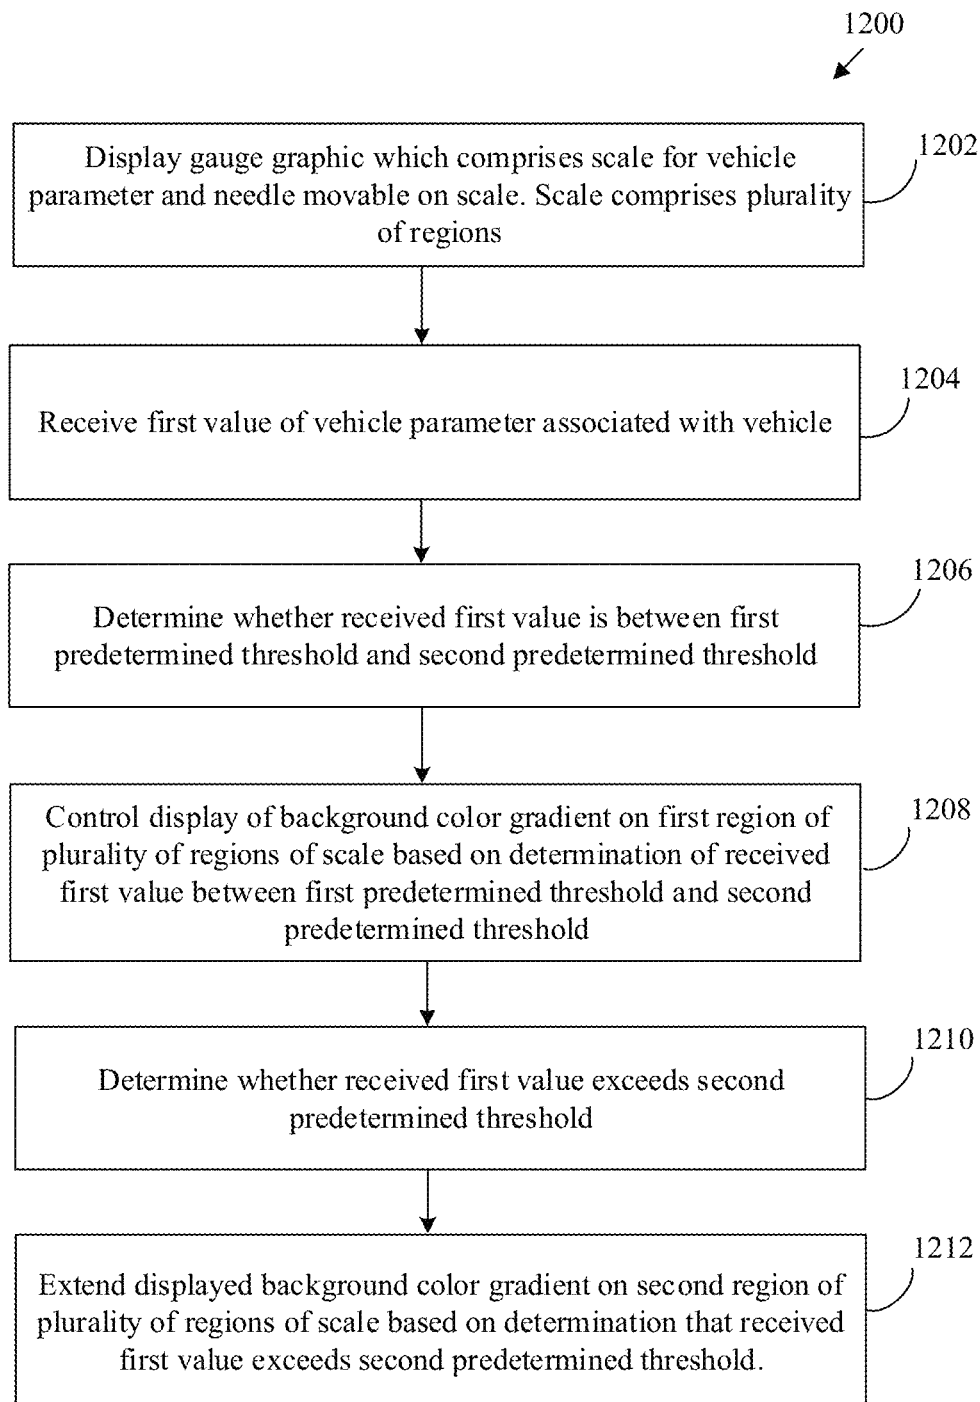 1200
Display gauge graphic which comprises scale for vehicle
parameter and needle movable on scale. Scale comprises plurality
of regions
1202
Receive first value of vehicle parameter associated with vehicle
1204
Determine whether received first value is between first
predetermined threshold and second predetermined threshold
1206
Control display of background color gradient on first region of
plurality of regions of scale based on determination of received
first value between first predetermined threshold and second
predetermined threshold
1208
Determine whether received first value exceeds second
predetermined threshold
1210
Extend displayed background color gradient on second region of
plurality of regions of scale based on determination that received
first value exceeds second predetermined threshold.
1212